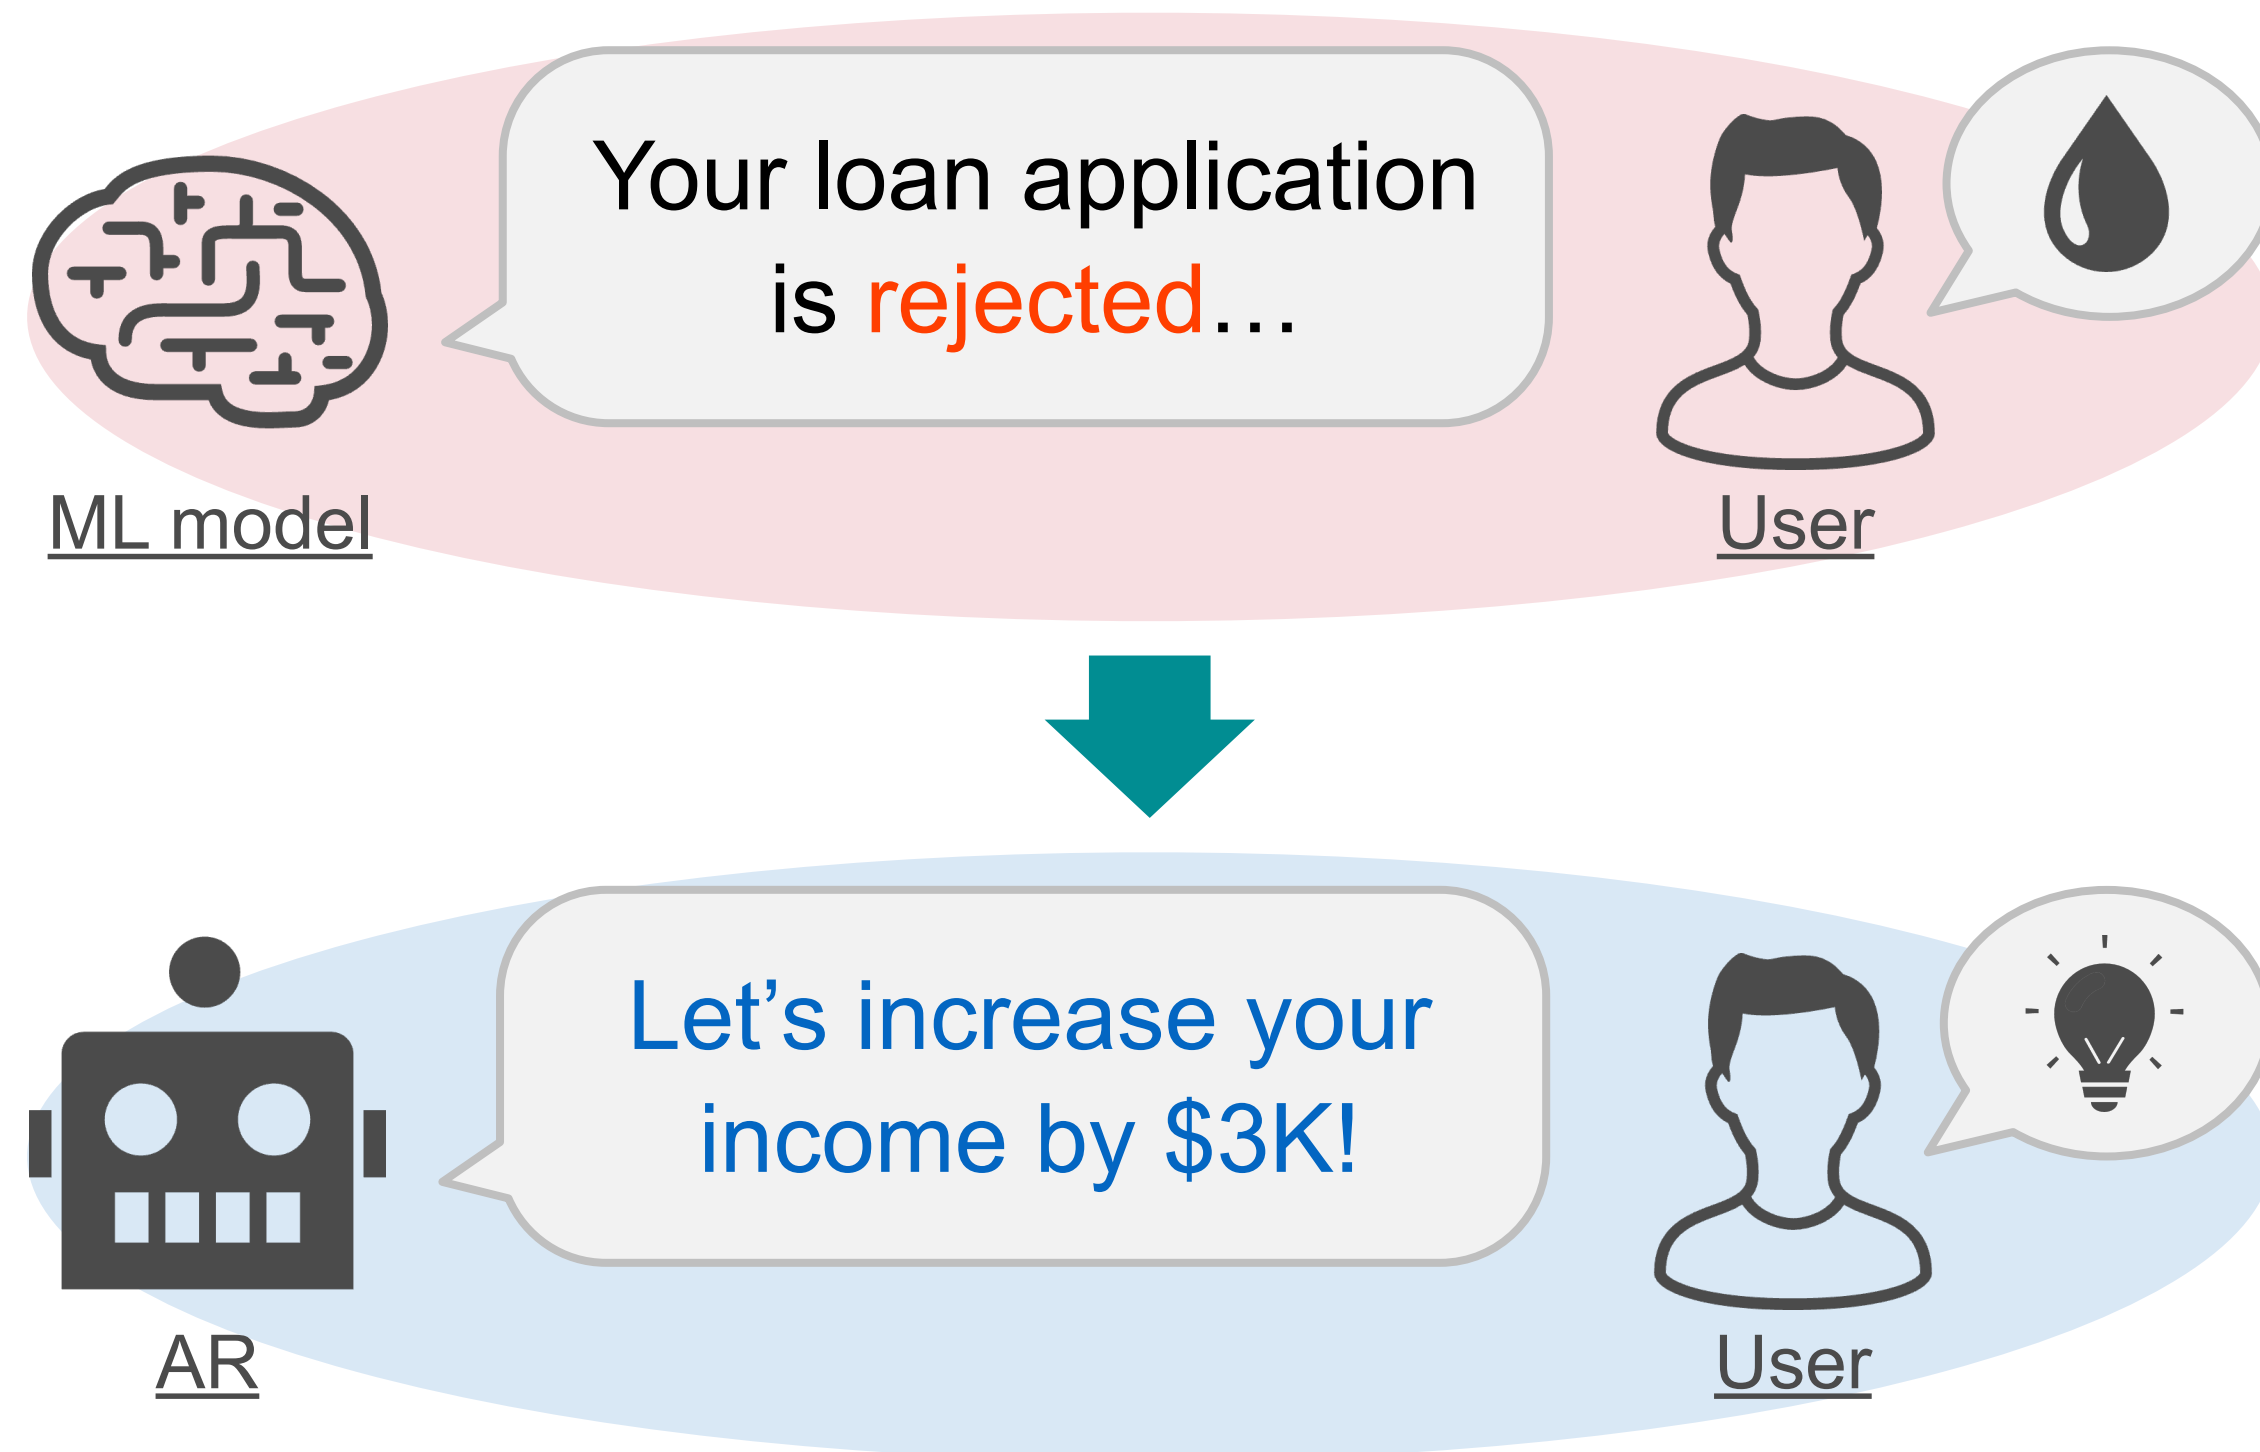 Your loan application
is rejected…
ML model
User
Let’s increase your
income by $3K!
AR
User